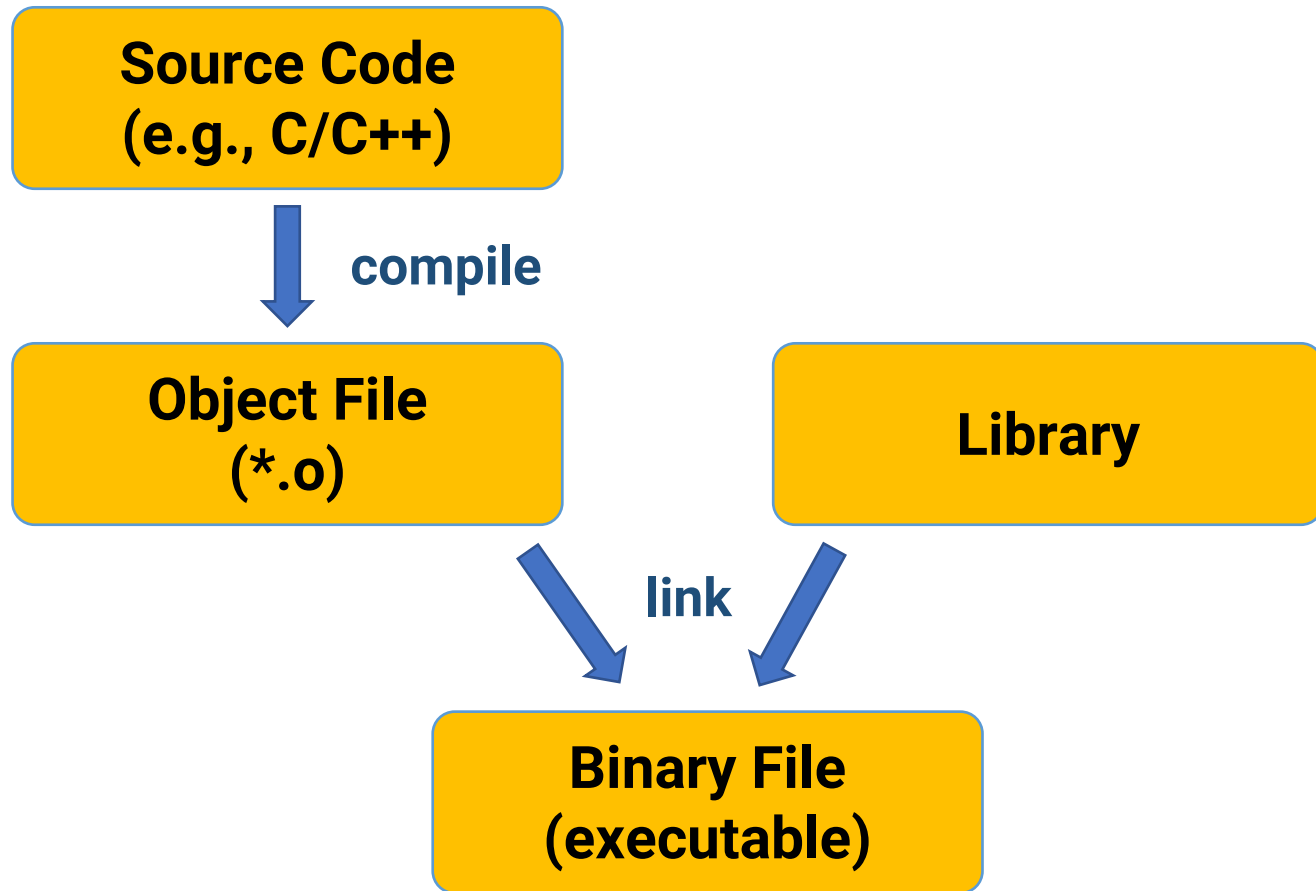 Source Code
(e.g., C/C++)
compile
Object File
(*.o)
Library
link
Binary File
(executable)